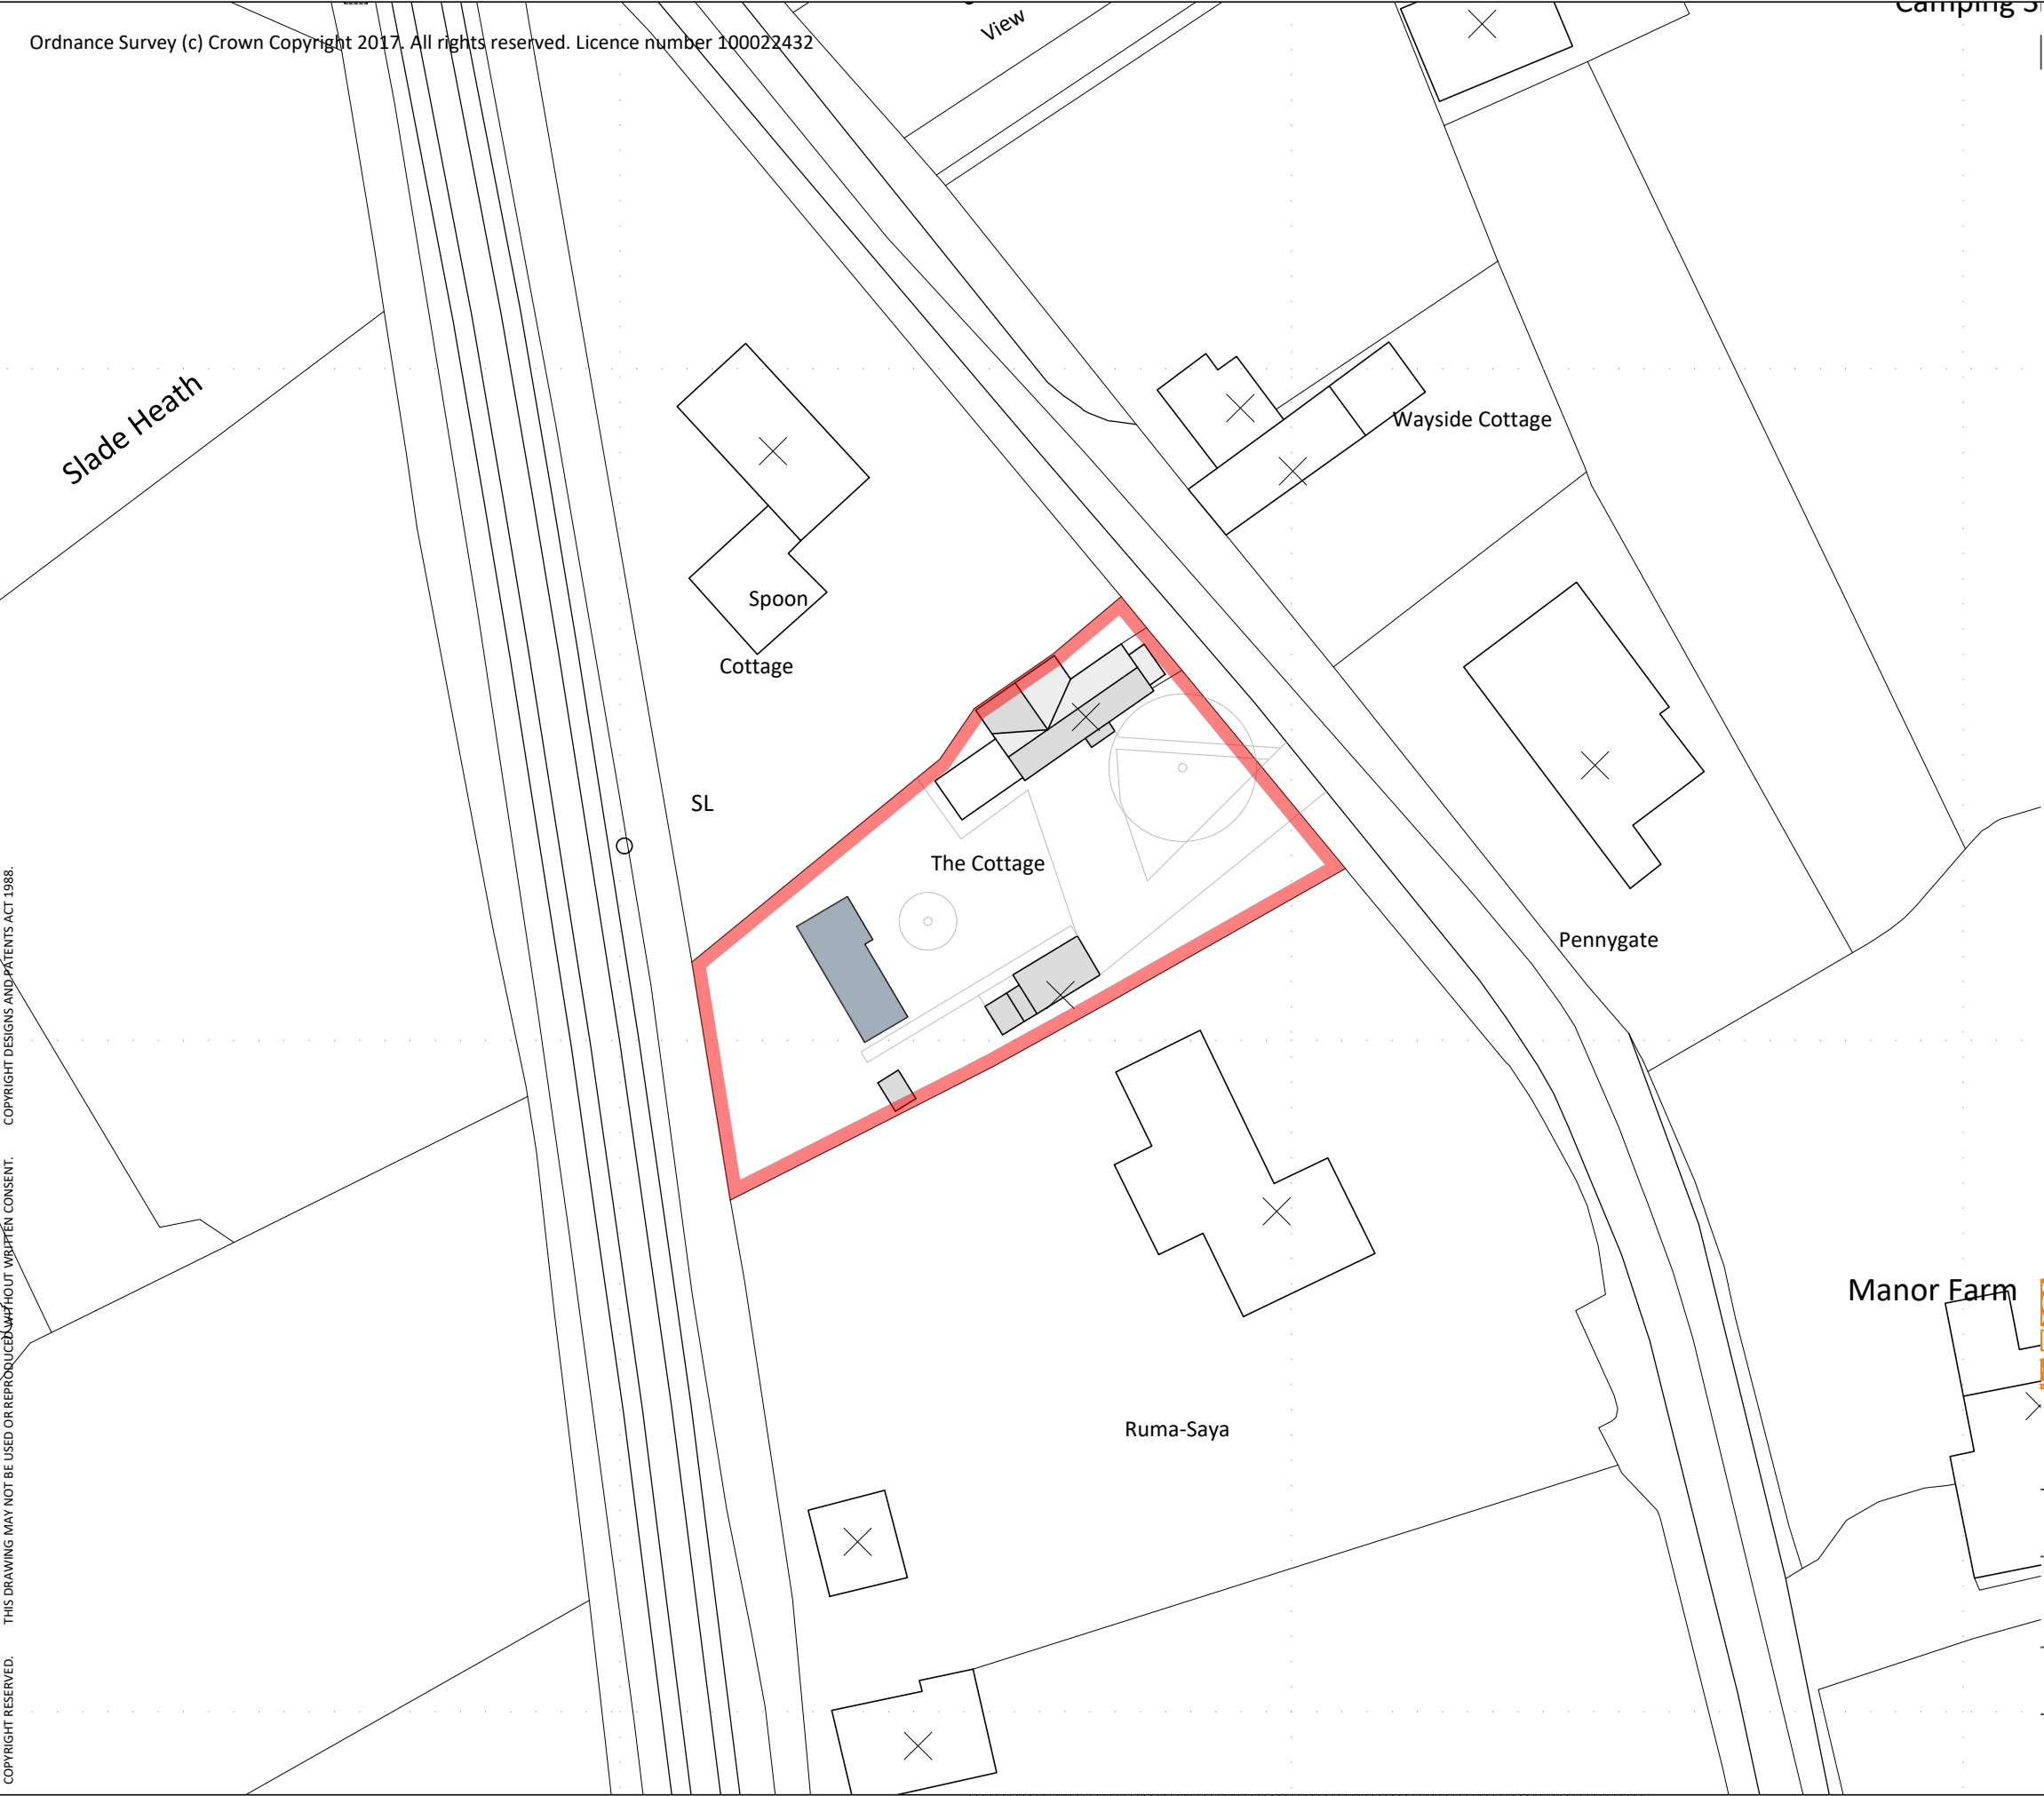 Ordnance Survey (c) Crown Copyright 2017. All rights reserved. Licence number 100022432
View
Camping S
Slade Heath
Wayside Cottage
Spoon
Cottage
SL
The Cottage
Pennygate
Manor Farm
Ruma-Saya
COPYRIGHT RESERVED. THIS DRAWING MAY NOT BE USED OR REPRODUCED WITHOUT WRITTEN CONSENT. COPYRIGHT DESIGNS AND PATENTS ACT 1988.